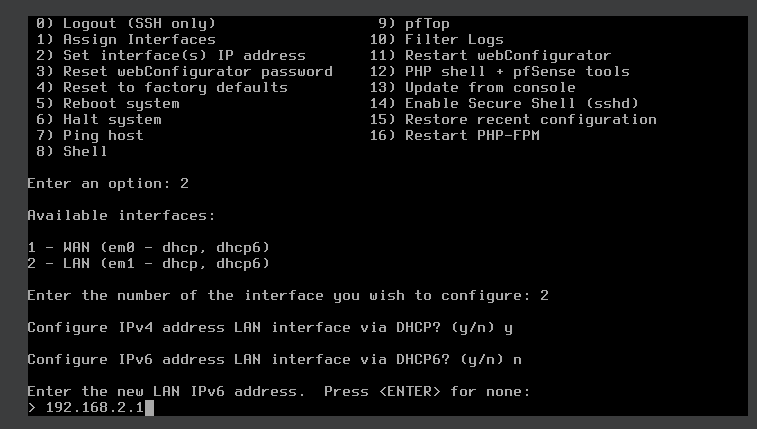 0) Logout (SSH only) 9) pfTop
1) Assign Interfaces 10) Filter Logs
2) Set interface(s) IP address 11) Restart webConfigurator
3) Reset webConfigurator password 12) PHP shell + pfSense tools
4) Reset to factory defaults 13) Update from console
5) Reboot system 14) Enable Secure Shell (sshd)
6) Halt system 15) Restore recent configuration
7) Ping host 16) Restart PHP-FPM
8) Shell
Enter an option: 2
Available interfaces:
1 - WAN (em0 - dhcp, dhcp6)
2 - LAN (em1 - dhcp, dhcp6)
Enter the number of the interface you wish to configure: 2
Configure IPv4 address LAN interface via DHCP? (y/n) y
Configure IPv6 address LAN interface via DHCP6? (y/n) n
Enter the new LAN IPv6 address.  Press <ENTER> for none:
> 192.168.2.1